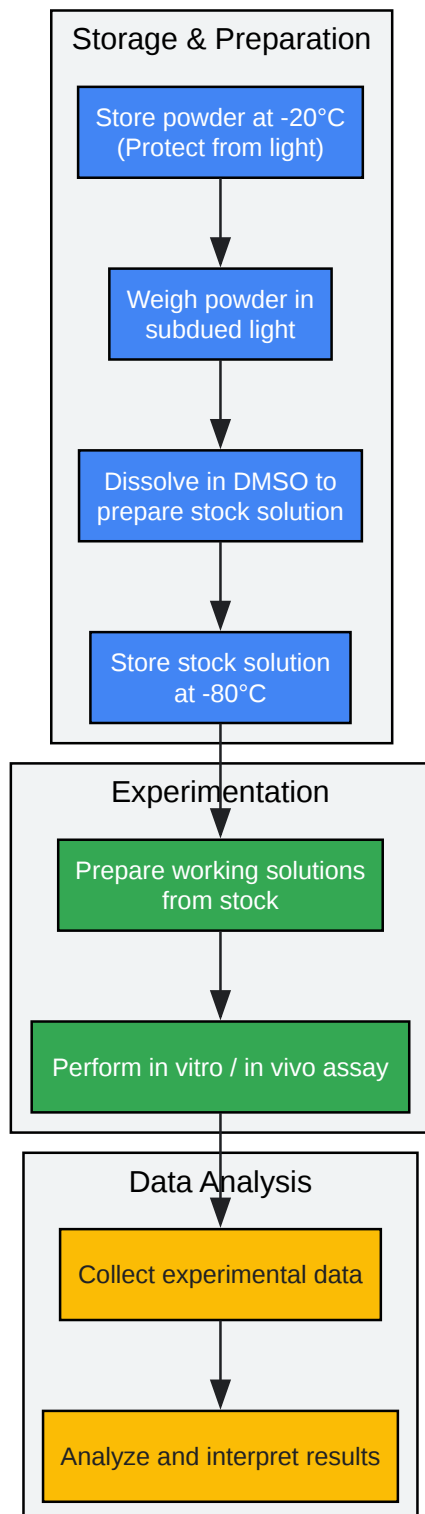 Storage & Preparation
Store powder at -20°C
(Protect from light)
Weigh powder in
subdued light
Dissolve in DMSO to
prepare stock solution
Store stock solution
at -80°C
Experimentation
Prepare working solutions
from stock
Perform in vitro / in vivo assay
Data Analysis
Collect experimental data
Analyze and interpret results